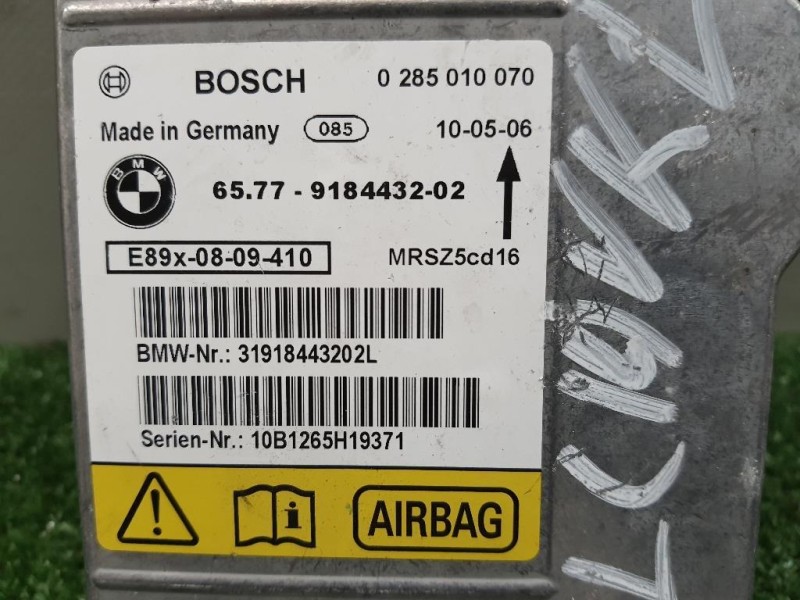 BOSCH 0 285 010 070
Made in Germany 085 10-05-06
BMW
65.77 - 9184432-02
E89x-08-09-410 MRSZ5cd16
BMW-Nr.: 31918443202L
Serien-Nr.: 10B1265H19371
! i AIRBAG